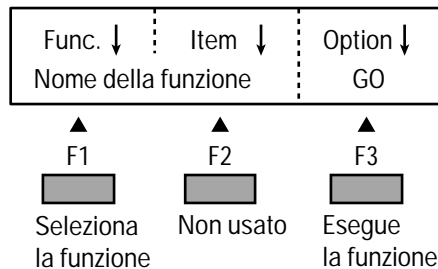 Func. ↓ Item ↓ Option ↓
Nome della funzione GO
F1 F2 F3
Seleziona la funzione
Non usato
Esegue la funzione